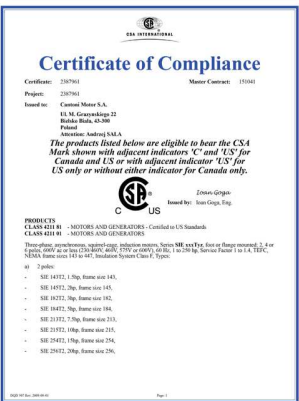 CSA INTERNATIONAL
Certificate of Compliance
Certificate: 2387961 Master Contract: 151041
Project: 2387961
Issued to: Cantoni Motor S.A.
Ul. M. Grazynskiego 22
Bielsko Biala, 43-300
Poland
Attention: Andrzej SALA
The products listed below are eligible to bear the CSA
Mark shown with adjacent indicators 'C' and 'US' for
Canada and US or with adjacent indicator 'US' for
US only or without either indicator for Canada only.
C US
Ioan Goga
Issued by: Ioan Goga, Eng.
PRODUCTS
CLASS 4211 81 - MOTORS AND GENERATORS - Certified to US Standards
CLASS 4211 01 - MOTORS AND GENERATORS
Three-phase, asynchronous, squirrel-cage, induction motors, Series SIE xxxTyy, foot or flange mounted; 2, 4 or
6 poles, 600V ac or less (230/460V, 460V, 575V or 600V), 60 Hz, 1 to 250 hp, Service Factor 1 to 1.4, TEFC,
NEMA frame sizes 143 to 447, Insulation System Class F, Types:
a) 2 poles:
- SIE 143T2, 1.5hp, frame size 143,
- SIE 145T2, 2hp, frame size 145,
- SIE 182T2, 3hp, frame size 182,
- SIE 184T2, 5hp, frame size 184,
- SIE 213T2, 7.5hp, frame size 213,
- SIE 215T2, 10hp, frame size 215,
- SIE 254T2, 15hp, frame size 254,
- SIE 256T2, 20hp, frame size 256,
Page: 1